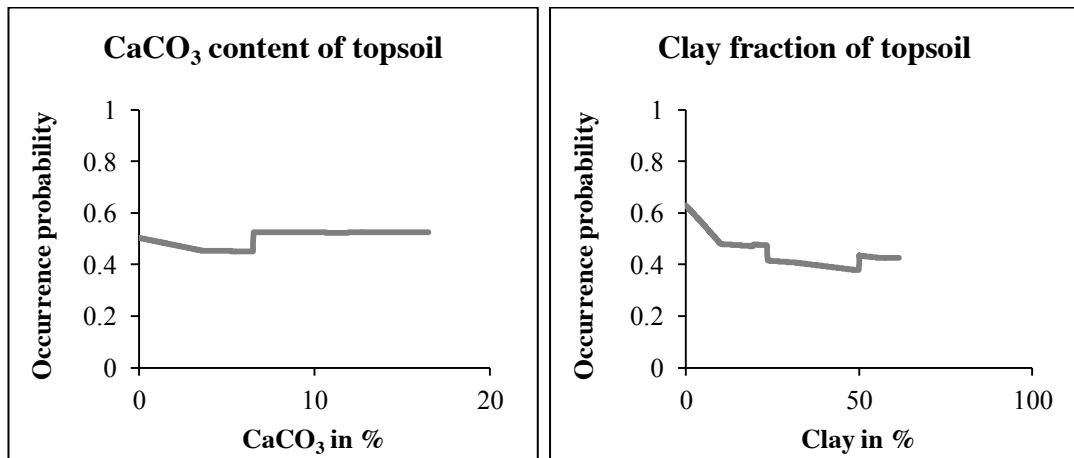 CaCO₃ content of topsoil
Occurrence probability
1
0.8
0.6
0.4
0.2
0
0 10 20
CaCO₃ in %
Clay fraction of topsoil
Occurrence probability
1
0.8
0.6
0.4
0.2
0
0 50 100
Clay in %